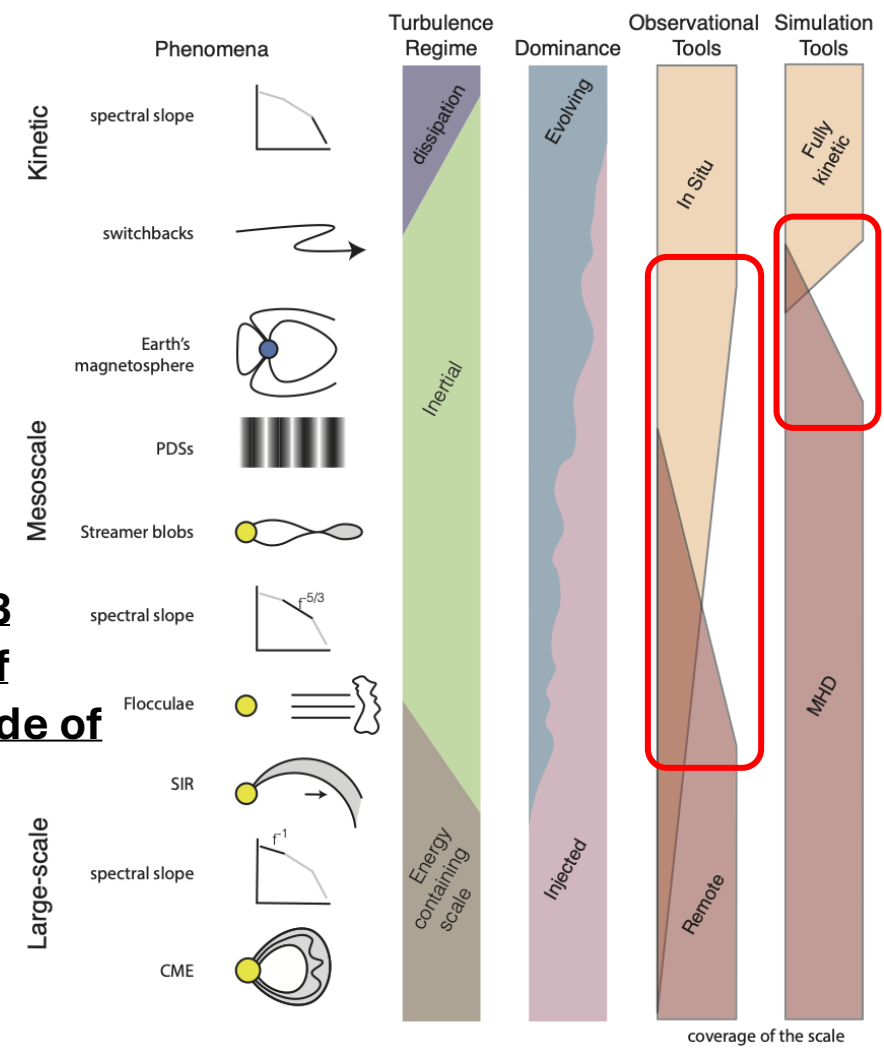 Phenomena
Turbulence
Regime
Dominance
Observational
Tools
Simulation
Tools
Kinetic
spectral slope
dissipation
Evolving
In Situ
Fully
kinetic
switchbacks
Earth's
magnetosphere
Inertial
Mesoscale
PDSs
Streamer blobs
3
f
de of
spectral slope
f-5/3
Flocculae
MHD
SIR
Large-scale
spectral slope
f-1
Energy
containing
scale
Injected
Remote
CME
coverage of the scale